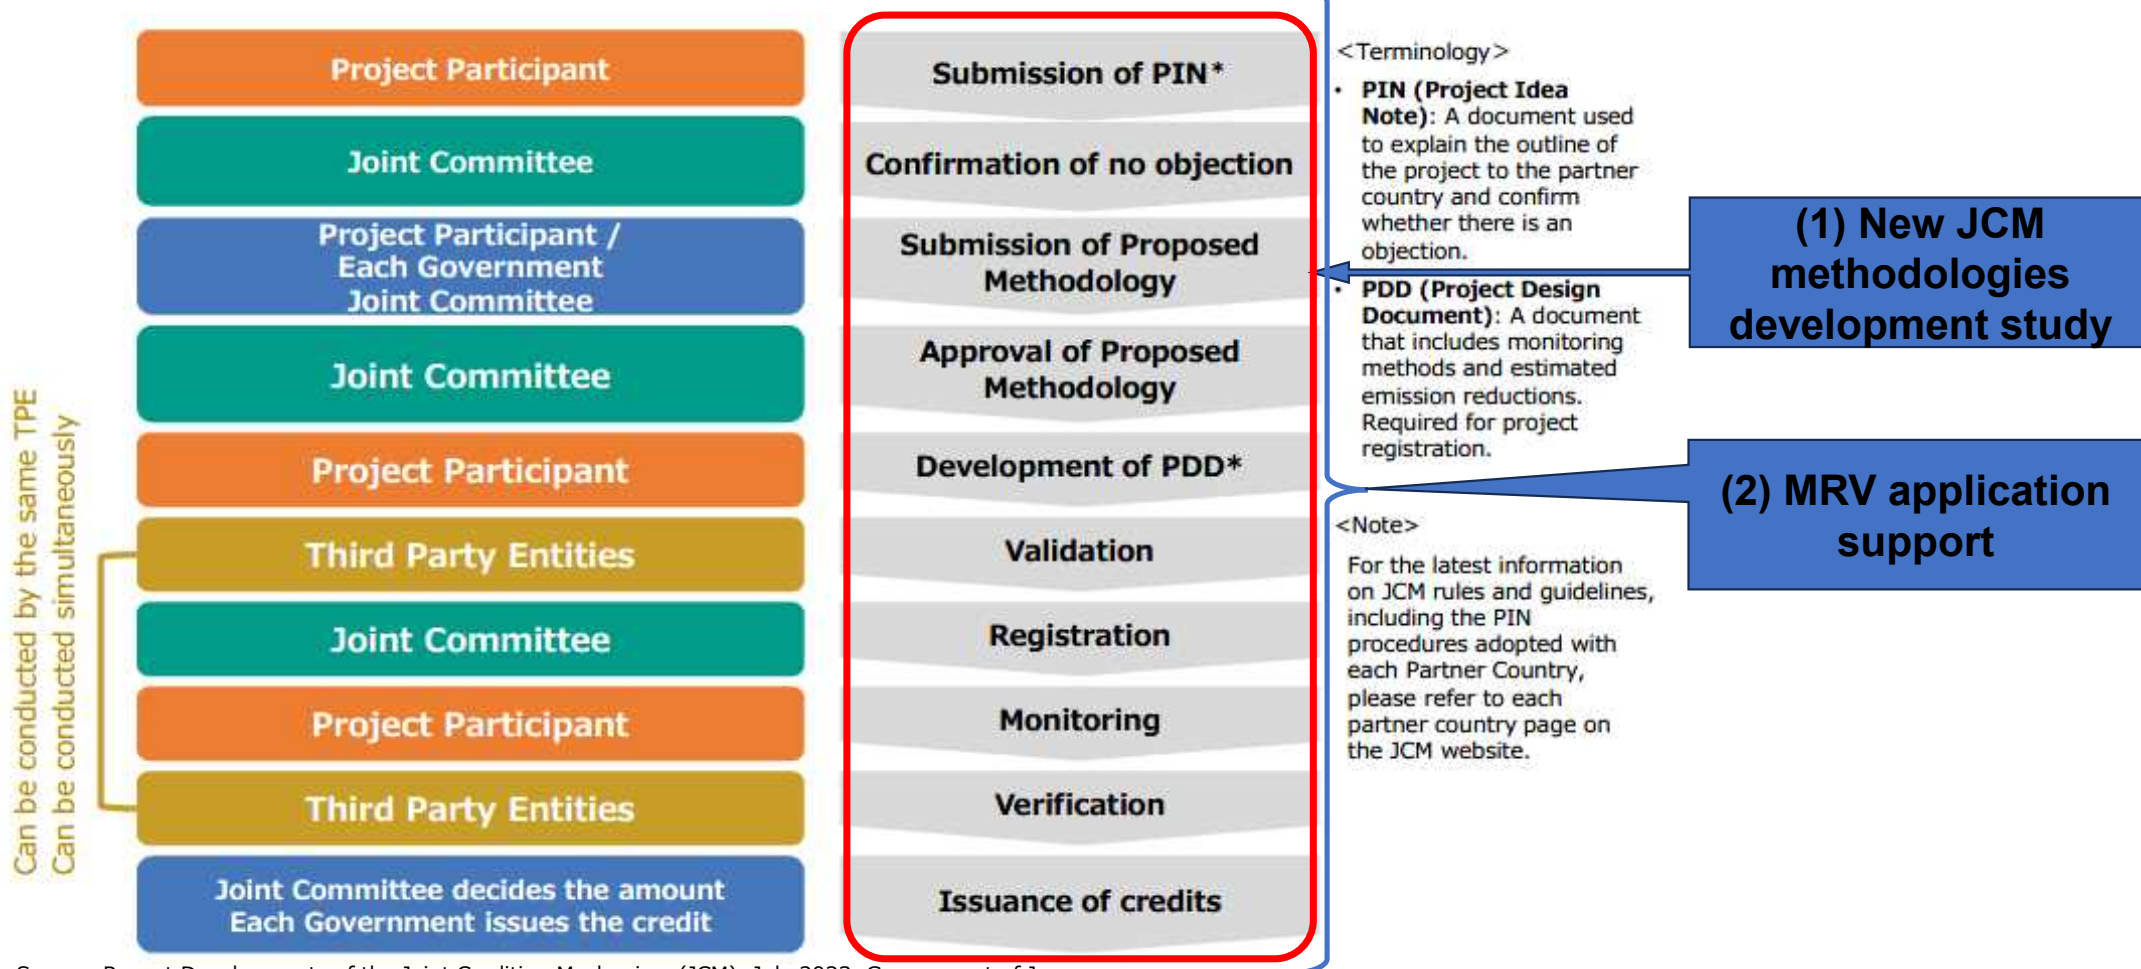 Project Participant
Submission of PIN*
Joint Committee
Confirmation of no objection
Project Participant /
Each Government
Joint Committee
Submission of Proposed
Methodology
Joint Committee
Approval of Proposed
Methodology
Project Participant
Development of PDD*
Third Party Entities
Validation
Joint Committee
Registration
Project Participant
Monitoring
Third Party Entities
Verification
Joint Committee decides the amount
Each Government issues the credit
Issuance of credits
Can be conducted by the same TPE
Can be conducted simultaneously
<Terminology>
• PIN (Project Idea
Note): A document used
to explain the outline of
the project to the partner
country and confirm
whether there is an
objection.
• PDD (Project Design
Document): A document
that includes monitoring
methods and estimated
emission reductions.
Required for project
registration.
<Note>
For the latest information
on JCM rules and guidelines,
including the PIN
procedures adopted with
each Partner Country,
please refer to each
partner country page on
the JCM website.
(1) New JCM
methodologies
development study
(2) MRV application
support